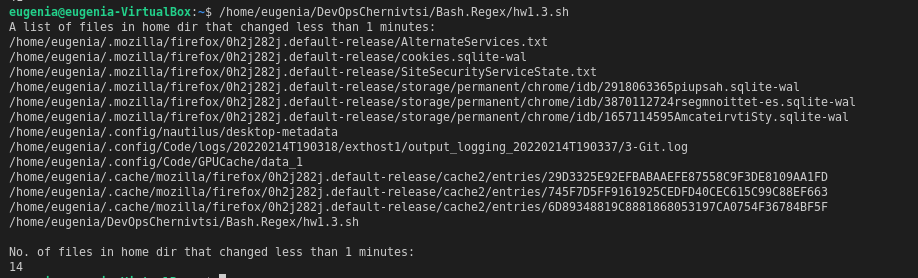 eugenia@eugenia-VirtualBox:~$ /home/eugenia/DevOpsChernivtsi/Bash.Regex/hw1.3.sh
A list of files in home dir that changed less than 1 minutes:
/home/eugenia/.mozilla/firefox/0h2j282j.default-release/AlternateServices.txt
/home/eugenia/.mozilla/firefox/0h2j282j.default-release/cookies.sqlite-wal
/home/eugenia/.mozilla/firefox/0h2j282j.default-release/SiteSecurityServiceState.txt
/home/eugenia/.mozilla/firefox/0h2j282j.default-release/storage/permanent/chrome/idb/2918063365piupsah.sqlite-wal
/home/eugenia/.mozilla/firefox/0h2j282j.default-release/storage/permanent/chrome/idb/3870112724rsegmnoittet-es.sqlite-wal
/home/eugenia/.mozilla/firefox/0h2j282j.default-release/storage/permanent/chrome/idb/1657114595AmcateirvtiSty.sqlite-wal
/home/eugenia/.config/nautilus/desktop-metadata
/home/eugenia/.config/Code/logs/20220214T190318/exthost1/output_logging_20220214T190337/3-Git.log
/home/eugenia/.config/Code/GPUCache/data_1
/home/eugenia/.cache/mozilla/firefox/0h2j282j.default-release/cache2/entries/29D3325E92EFBABAAEFE87558C9F3DE8109AA1FD
/home/eugenia/.cache/mozilla/firefox/0h2j282j.default-release/cache2/entries/745F7D5FF9161925CEDFD40CEC615C99C88EF663
/home/eugenia/.cache/mozilla/firefox/0h2j282j.default-release/cache2/entries/6D89348819C8881868053197CA0754F36784BF5F
/home/eugenia/DevOpsChernivtsi/Bash.Regex/hw1.3.sh
No. of files in home dir that changed less than 1 minutes:
14